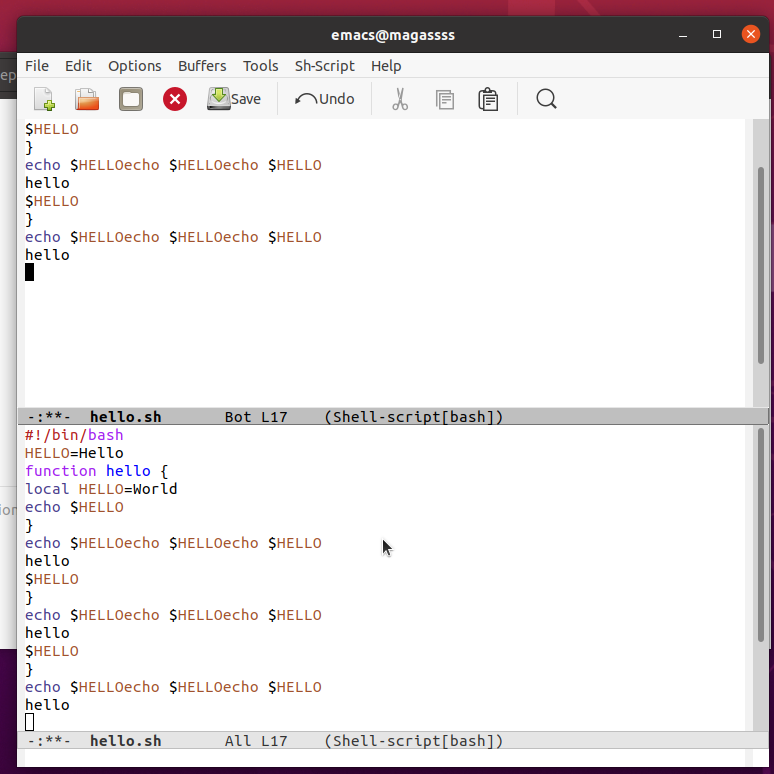 emacs@magassss
ep
File Edit Options Buffers Tools Sh-Script Help
Save Undo
$HELLO
}
echo $HELLOecho $HELLOecho $HELLO
hello
$HELLO
}
echo $HELLOecho $HELLOecho $HELLO
hello
-:**- hello.sh Bot L17 (Shell-script[bash])
#!/bin/bash
HELLO=Hello
function hello {
local HELLO=World
echo $HELLO
ion
}
echo $HELLOecho $HELLOecho $HELLO
hello
$HELLO
}
echo $HELLOecho $HELLOecho $HELLO
hello
$HELLO
}
echo $HELLOecho $HELLOecho $HELLO
hello
-:**- hello.sh All L17 (Shell-script[bash])